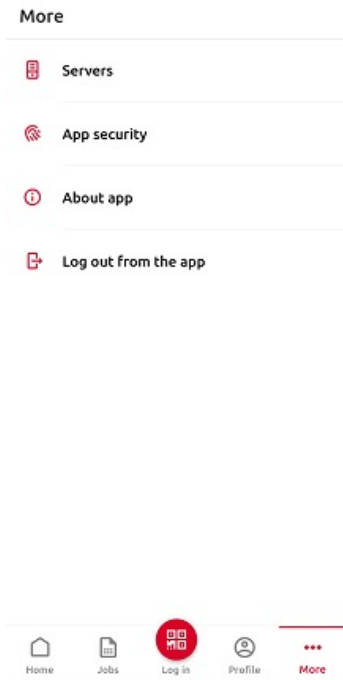 More
Servers
App security
About app
Log out from the app
Home
Jobs
Log in
Profile
More